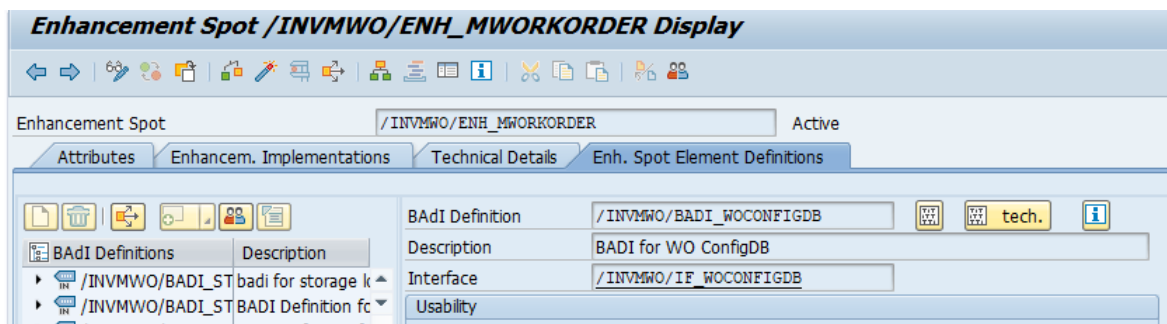 Enhancement Spot /INVMWO/ENH_MWORKORDER Display
Enhancement Spot /INVMWO/ENH_MWORKORDER Active
Attributes Enhancem. Implementations Technical Details Enh. Spot Element Definitions
BAdI Definition /INVMWO/BADI_WOCONFIGDB tech.
BAdI Definitions Description
Description BADI for WO ConfigDB
/INVMWO/BADI_ST badi for storage lo
Interface /INVMWO/IF_WOCONFIGDB
/INVMWO/BADI_ST BADI Definition fo
Usability